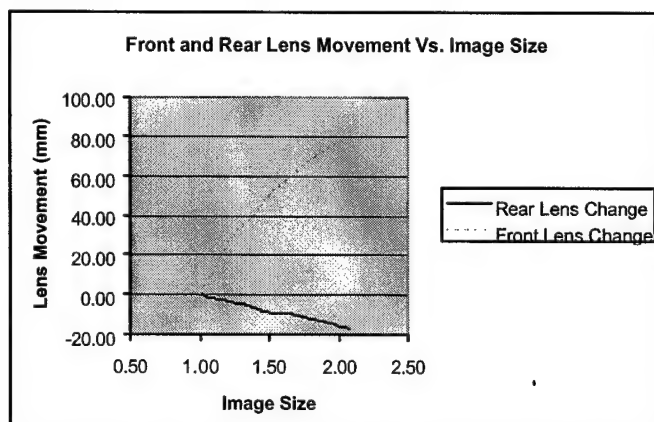 Front and Rear Lens Movement Vs. Image Size
Lens Movement (mm)
100.00
80.00
60.00
40.00
20.00
0.00
-20.00
0.50 1.00 1.50 2.00 2.50
Image Size
Rear Lens Change
Front Lens Change